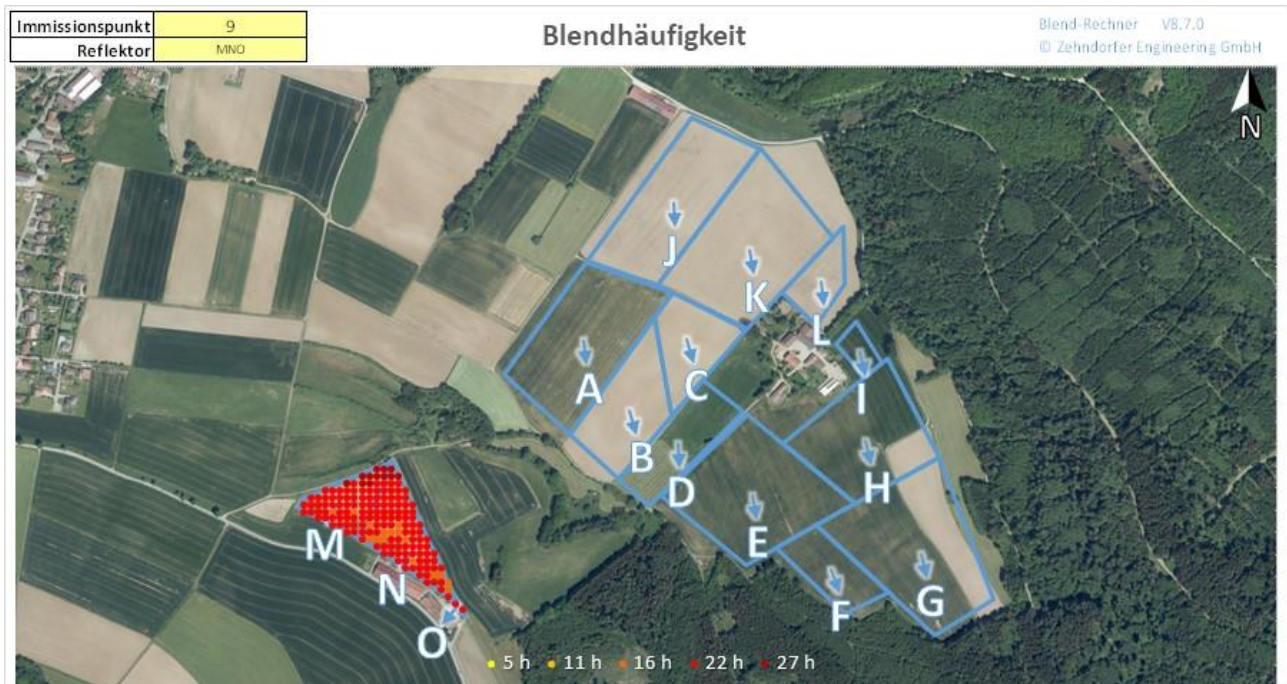 Immissionspunkt 9
Reflektor MNO
Blendhäufigkeit
Blend-Rechner V8.7.0
© Zehndorfer Engineering GmbH
N
J
K
L
A
C
I
B
D
H
E
M
N
F
G
O
5 h 11 h 16 h 22 h 27 h